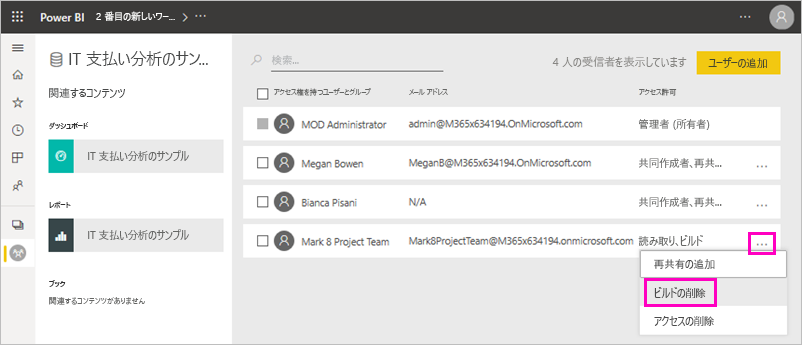 Power BI 2 番目の新しいワー... > ...
IT 支払い分析のサン...
関連するコンテンツ
ダッシュボード
IT 支払い分析のサンプル
レポート
IT 支払い分析のサンプル
ブック
関連するコンテンツがありません
検索...
4 人の受信者を表示しています
ユーザーの追加
アクセス権を持つユーザーとグループ メール アドレス アクセス許可
MOD Administrator admin@M365x634194.OnMicrosoft.com 管理者 (所有者)
Megan Bowen MeganB@M365x634194.OnMicrosoft.com 共同作成者、再共... ...
Bianca Pisani N/A 共同作成者、再共... ...
Mark 8 Project Team Mark8ProjectTeam@M365x634194.onmicrosoft.com 読み取り、ビルド ...
再共有の追加
ビルドの削除
アクセスの削除